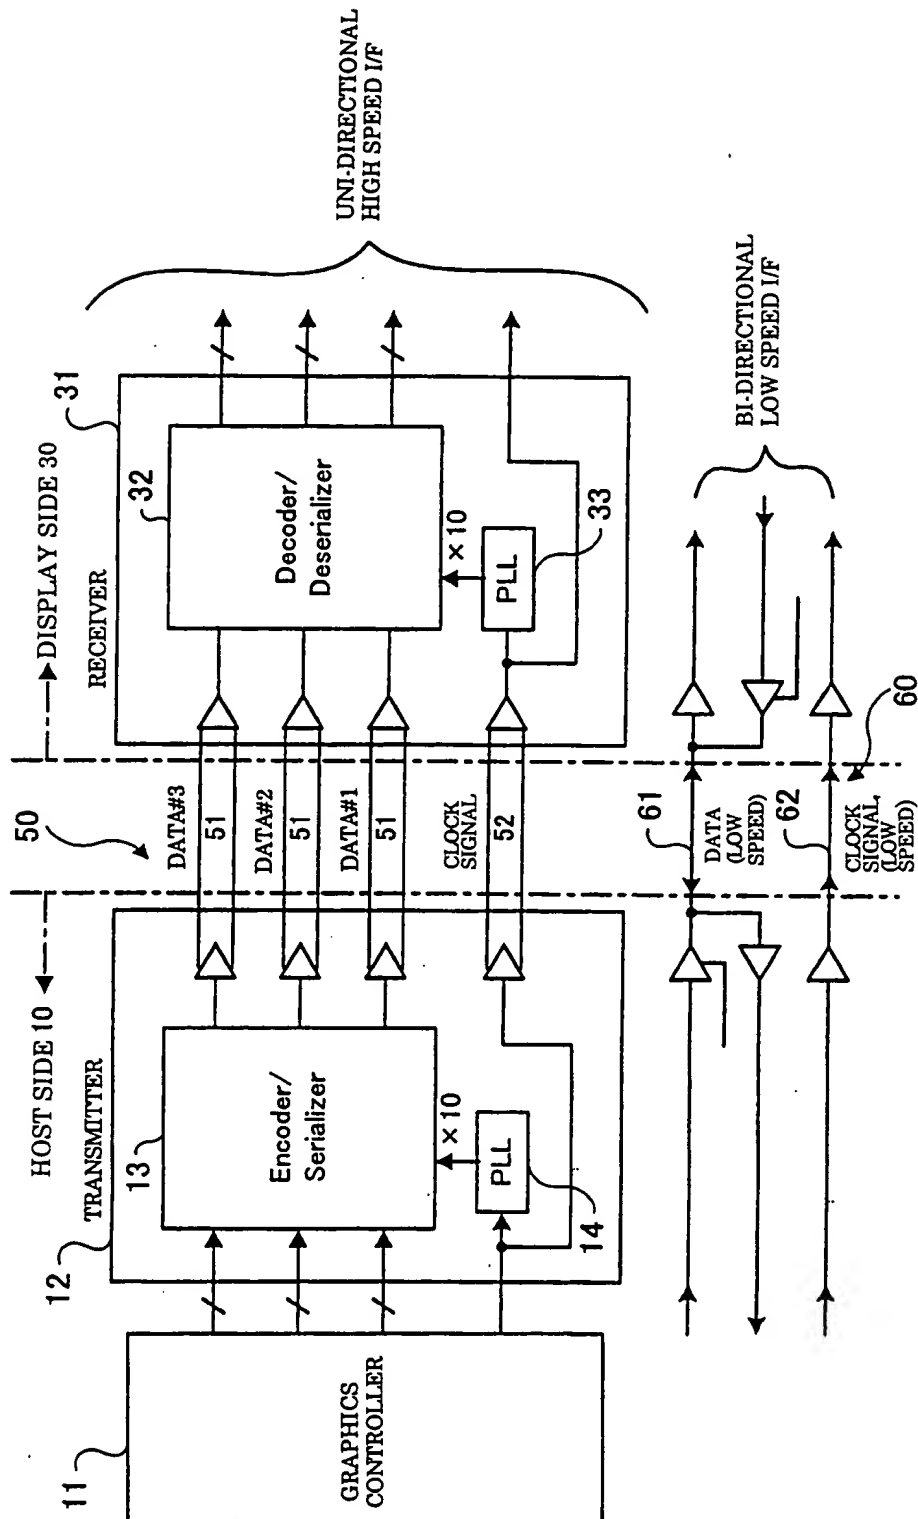 HOST SIDE 10
DISPLAY SIDE 30
50
11
GRAPHICS
CONTROLLER
12
TRANSMITTER
13
Encoder/
Serializer
×10
PLL
14
DATA#3
51
DATA#2
51
DATA#1
51
CLOCK
SIGNAL
52
RECEIVER
31
32
Decoder/
Deserializer
×10
PLL
33
UNI-DIRECTIONAL
HIGH SPEED I/F
61
DATA
(LOW
SPEED)
62
CLOCK
SIGNAL,
(LOW
SPEED)
60
BI-DIRECTIONAL
LOW SPEED I/F